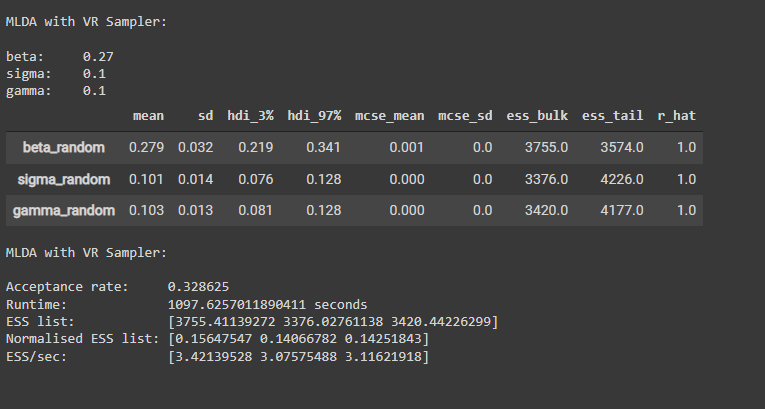 MLDA with VR Sampler:
beta: 0.27
sigma: 0.1
gamma: 0.1
mean sd hdi_3% hdi_97% mcse_mean mcse_sd ess_bulk ess_tail r_hat
beta_random 0.279 0.032 0.219 0.341 0.001 0.0 3755.0 3574.0 1.0
sigma_random 0.101 0.014 0.076 0.128 0.000 0.0 3376.0 4226.0 1.0
gamma_random 0.103 0.013 0.081 0.128 0.000 0.0 3420.0 4177.0 1.0
MLDA with VR Sampler:
Acceptance rate: 0.328625
Runtime: 1097.6257011890411 seconds
ESS list: [3755.41139272 3376.02761138 3420.44226299]
Normalised ESS list: [0.15647547 0.14066782 0.14251843]
ESS/sec: [3.42139528 3.07575488 3.11621918]